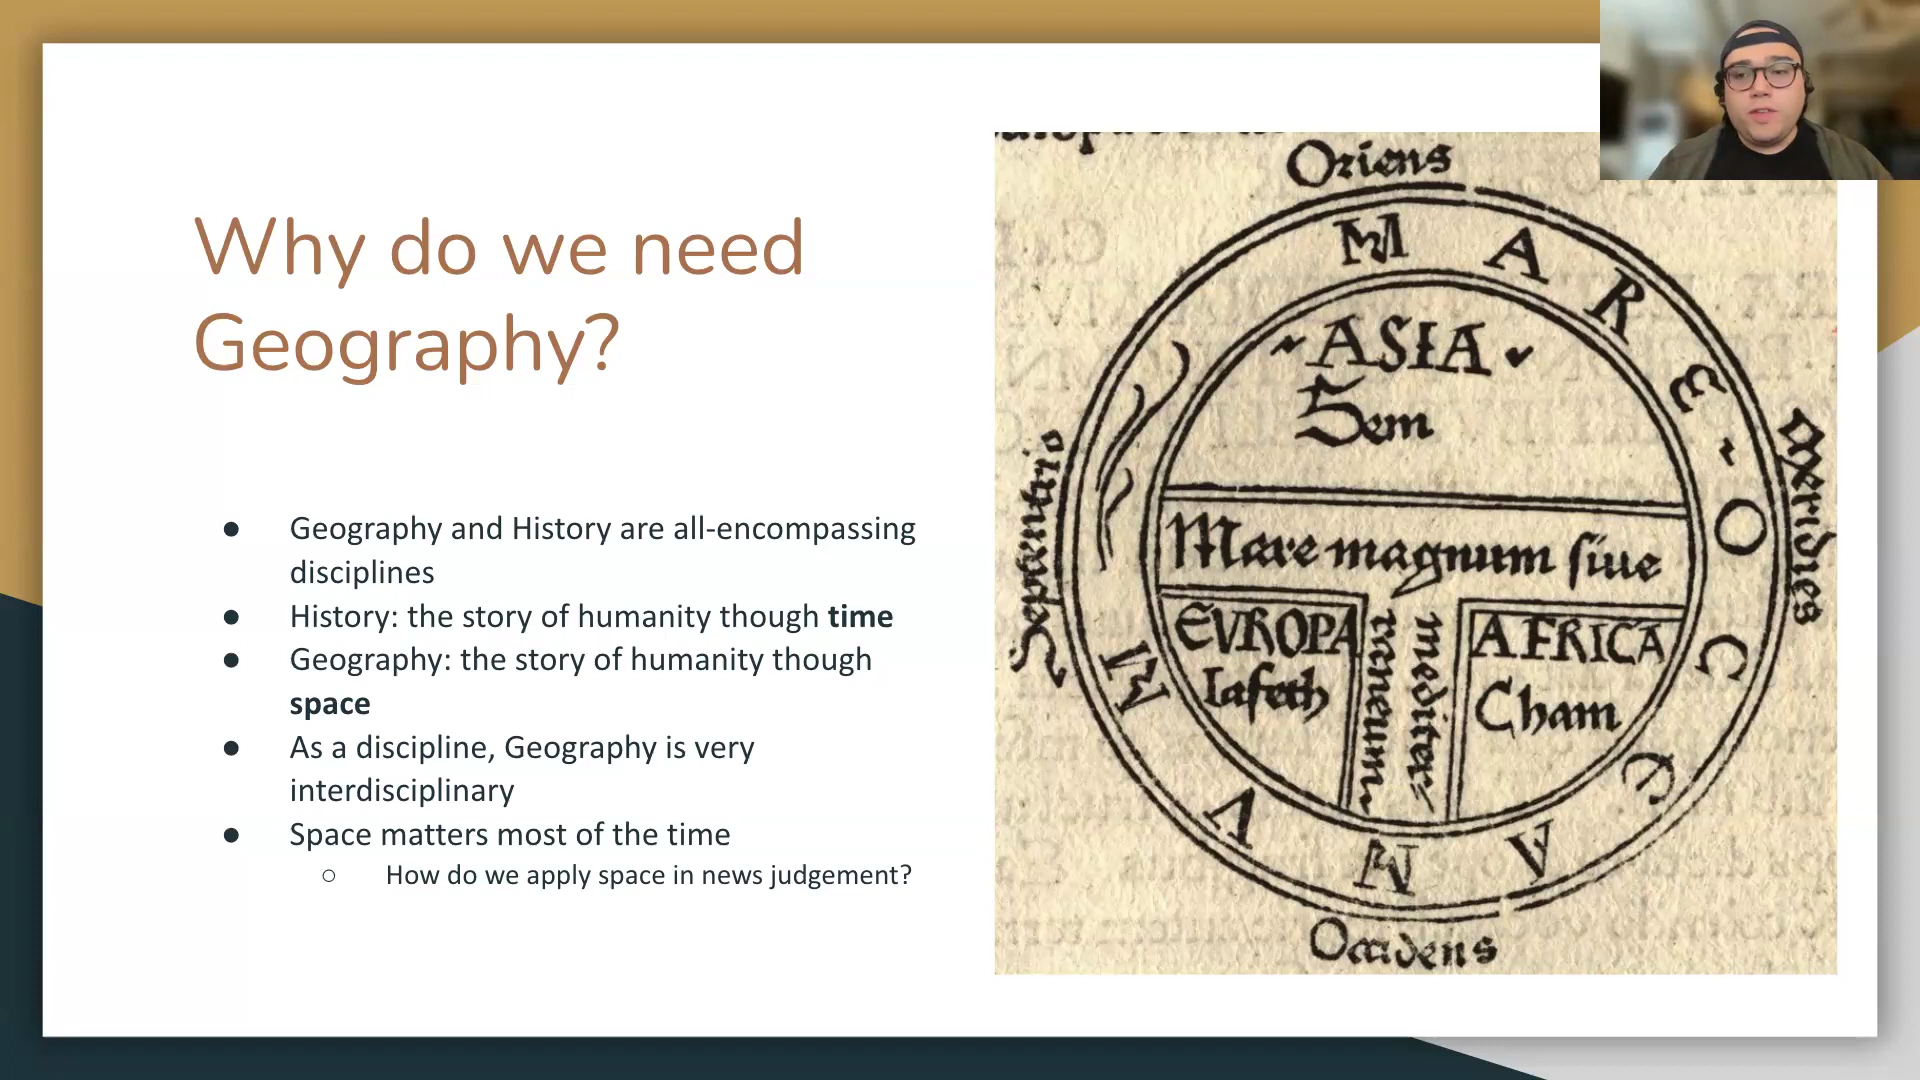 Why do we need
Geography?
● Geography and History are all-encompassing
disciplines
● History: the story of humanity though time
● Geography: the story of humanity though
space
● As a discipline, Geography is very
interdisciplinary
● Space matters most of the time
○ How do we apply space in news judgement?
Oriens
MARE OCCEANVM
ASIA
Sem
Septentrio
Meridies
Mare magnum siue
EVROPA
Iafeth
mediter
raneum
AFRICA
Cham
Occidens